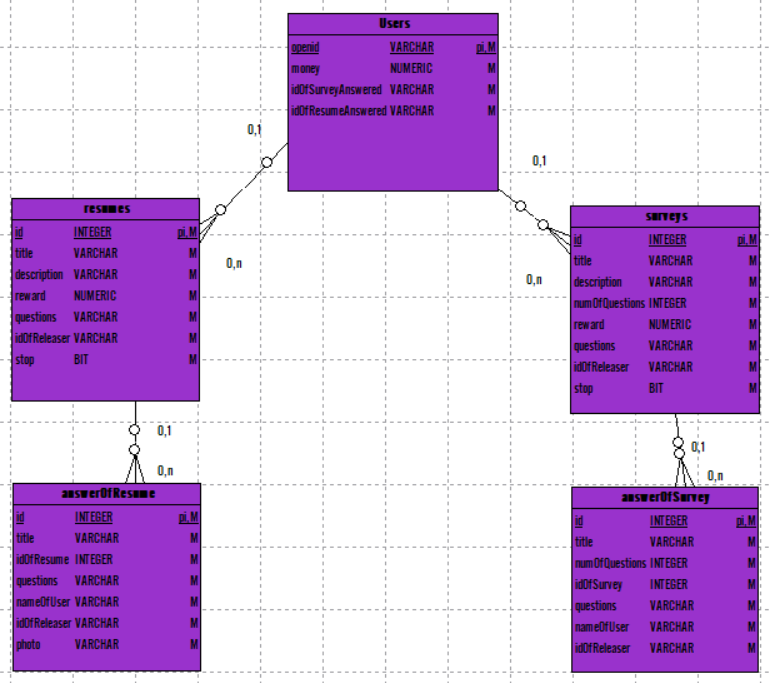 Users
openid VARCHAR pi,M
money NUMERIC M
idOfSurveyAnswered VARCHAR M
idOfResumeAnswered VARCHAR M
0,1
0,1
resumes
id INTEGER pi,M
title VARCHAR M
description VARCHAR M
reward NUMERIC M
questions VARCHAR M
idOfReleaser VARCHAR M
stop BIT M
0,n
surveys
id INTEGER pi,M
title VARCHAR M
description VARCHAR M
numOfQuestions INTEGER M
reward NUMERIC M
questions VARCHAR M
idOfReleaser VARCHAR M
stop BIT M
0,n
0,1
0,n
0,1
0,n
answerOfResume
id INTEGER pi,M
title VARCHAR M
idOfResume INTEGER M
questions VARCHAR M
nameOfUser VARCHAR M
idOfReleaser VARCHAR M
photo VARCHAR M
answerOfSurvey
id INTEGER pi,M
title VARCHAR M
numOfQuestions INTEGER M
idOfSurvey INTEGER M
questions VARCHAR M
nameOfUser VARCHAR M
idOfReleaser VARCHAR M